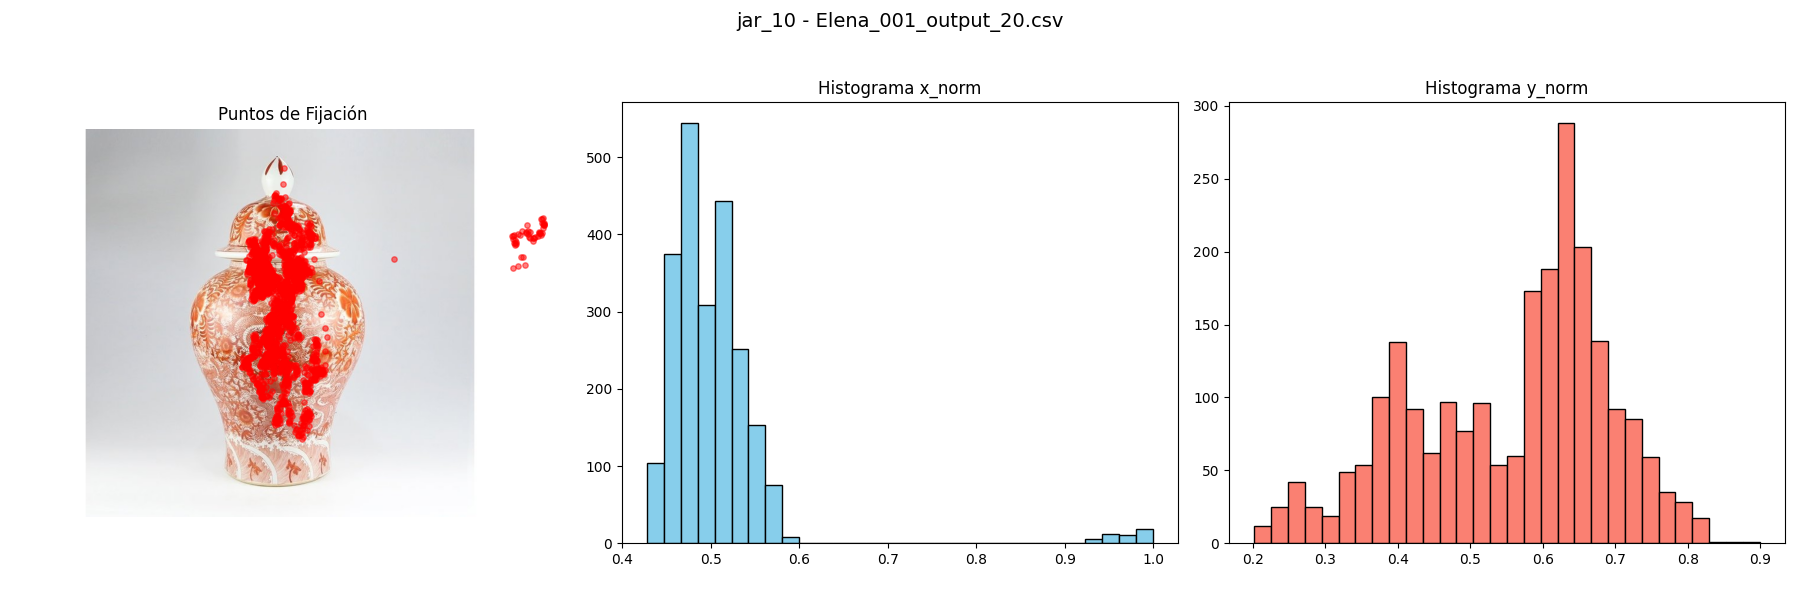 jar_10 - Elena_001_output_20.csv
Puntos de Fijación
Histograma x_norm
500
400
300
200
100
0
0.4 0.5 0.6 0.7 0.8 0.9 1.0
Histograma y_norm
300
250
200
150
100
50
0
0.2 0.3 0.4 0.5 0.6 0.7 0.8 0.9